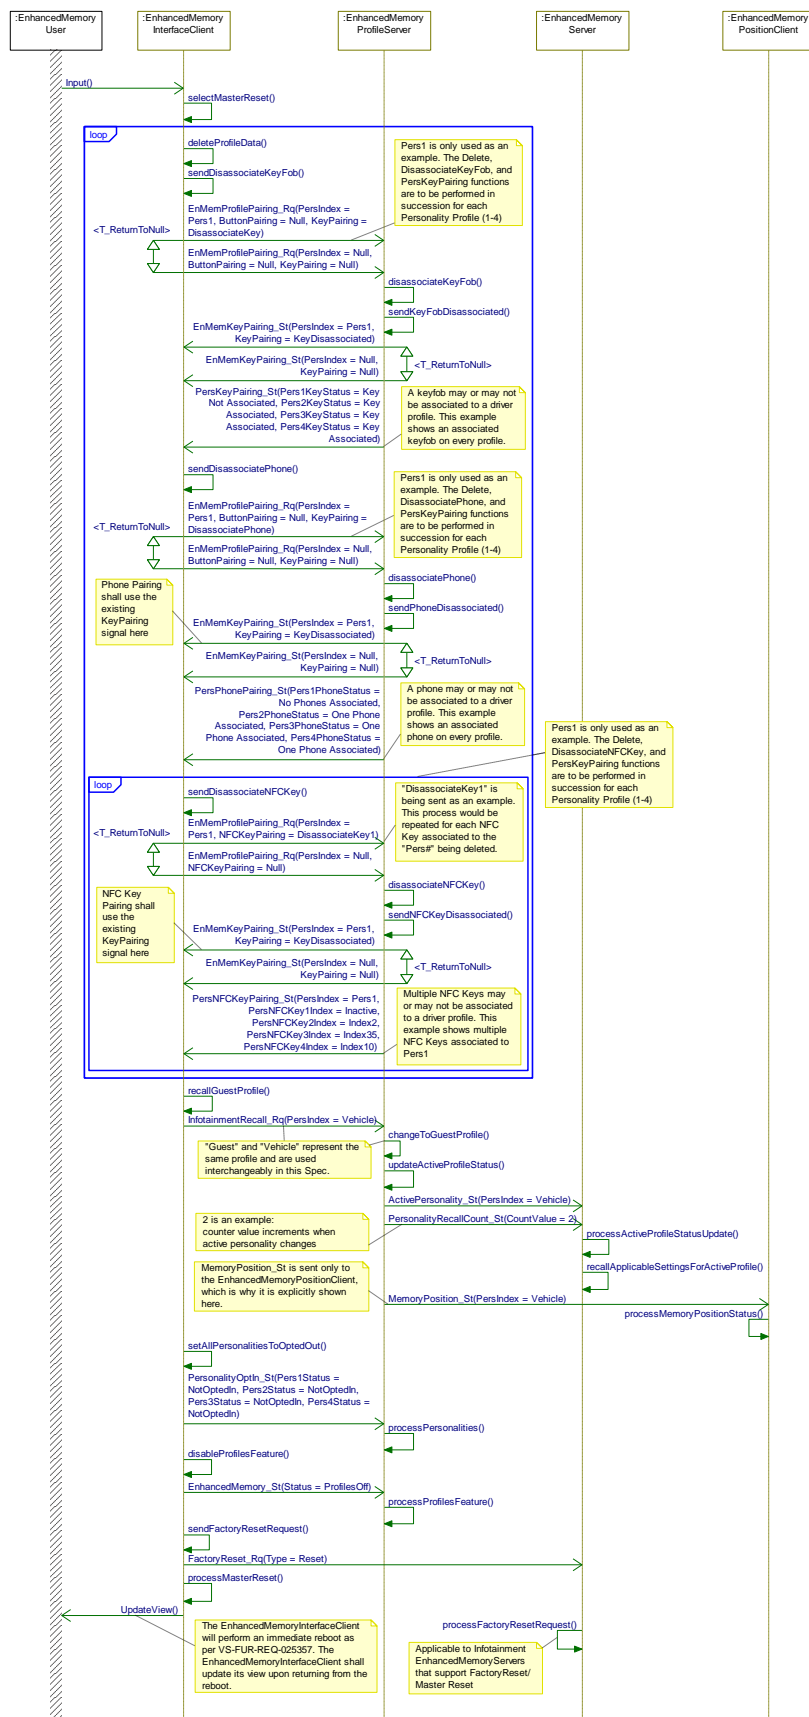 :EnhancedMemory
User
:EnhancedMemory
InterfaceClient
:EnhancedMemory
ProfileServer
:EnhancedMemory
Server
:EnhancedMemory
PositionClient
Input()
selectMasterReset()
loop
deleteProfileData()
sendDisassociateKeyFob()
Pers1 is only used as an
example. The Delete,
DisassociateKeyFob, and
PersKeyPairing functions
are to be performed in
succession for each
Personality Profile (1-4)
EnMemProfilePairing_Rq(PersIndex =
Pers1, ButtonPairing = Null, KeyPairing =
DisassociateKey)
<T_ReturnToNull>
EnMemProfilePairing_Rq(PersIndex = Null,
ButtonPairing = Null, KeyPairing = Null)
disassociateKeyFob()
sendKeyFobDisassociated()
EnMemKeyPairing_St(PersIndex = Pers1,
KeyPairing = KeyDisassociated)
EnMemKeyPairing_St(PersIndex = Null,
KeyPairing = Null)
<T_ReturnToNull>
PersKeyPairing_St(Pers1KeyStatus = Key
Not Associated, Pers2KeyStatus = Key
Associated, Pers3KeyStatus = Key
Associated, Pers4KeyStatus = Key
Associated)
A keyfob may or may not
be associated to a driver
profile. This example
shows an associated
keyfob on every profile.
sendDisassociatePhone()
Pers1 is only used as an
example. The Delete,
DisassociatePhone, and
PersKeyPairing functions
are to be performed in
succession for each
Personality Profile (1-4)
EnMemProfilePairing_Rq(PersIndex =
Pers1, ButtonPairing = Null, KeyPairing =
DisassociatePhone)
<T_ReturnToNull>
EnMemProfilePairing_Rq(PersIndex = Null,
ButtonPairing = Null, KeyPairing = Null)
disassociatePhone()
sendPhoneDisassociated()
Phone Pairing
shall use the
existing
KeyPairing
signal here
EnMemKeyPairing_St(PersIndex = Pers1,
KeyPairing = KeyDisassociated)
EnMemKeyPairing_St(PersIndex = Null,
KeyPairing = Null)
<T_ReturnToNull>
PersPhonePairing_St(Pers1PhoneStatus =
No Phones Associated,
Pers2PhoneStatus = One Phone
Associated, Pers3PhoneStatus = One
Phone Associated, Pers4PhoneStatus =
One Phone Associated)
A phone may or may not
be associated to a driver
profile. This example
shows an associated
phone on every profile.
Pers1 is only used as an
example. The Delete,
DisassociateNFCKey, and
PersKeyPairing functions
are to be performed in
succession for each
Personality Profile (1-4)
loop
sendDisassociateNFCKey()
"DisassociateKey1" is
being sent as an example.
This process would be
repeated for each NFC
Key associated to the
"Pers#" being deleted.
EnMemProfilePairing_Rq(PersIndex =
Pers1, NFCKeyPairing = DisassociateKey1)
<T_ReturnToNull>
EnMemProfilePairing_Rq(PersIndex = Null,
NFCKeyPairing = Null)
disassociateNFCKey()
sendNFCKeyDisassociated()
NFC Key
Pairing shall
use the
existing
KeyPairing
signal here
EnMemKeyPairing_St(PersIndex = Pers1,
KeyPairing = KeyDisassociated)
EnMemKeyPairing_St(PersIndex = Null,
KeyPairing = Null)
<T_ReturnToNull>
PersNFCKeyPairing_St(PersIndex = Pers1,
PersNFCKey1Index = Inactive,
PersNFCKey2Index = Index2,
PersNFCKey3Index = Index35,
PersNFCKey4Index = Index10)
Multiple NFC Keys may
or may not be associated
to a driver profile. This
example shows multiple
NFC Keys associated to
Pers1
recallGuestProfile()
InfotainmentRecall_Rq(PersIndex = Vehicle)
"Guest" and "Vehicle" represent the
same profile and are used
interchangeably in this Spec.
changeToGuestProfile()
updateActiveProfileStatus()
ActivePersonality_St(PersIndex = Vehicle)
2 is an example:
counter value increments when
active personality changes
PersonalityRecallCount_St(CountValue = 2)
processActiveProfileStatusUpdate()
recallApplicableSettingsForActiveProfile()
MemoryPosition_St is sent only to
the EnhancedMemoryPositionClient,
which is why it is explicitly shown
here.
MemoryPosition_St(PersIndex = Vehicle)
processMemoryPositionStatus()
setAllPersonalitiesToOptedOut()
PersonalityOptIn_St(Pers1Status =
NotOptedIn, Pers2Status = NotOptedIn,
Pers3Status = NotOptedIn, Pers4Status =
NotOptedIn)
processPersonalities()
disableProfilesFeature()
EnhancedMemory_St(Status = ProfilesOff)
processProfilesFeature()
sendFactoryResetRequest()
FactoryReset_Rq(Type = Reset)
processMasterReset()
UpdateView()
The EnhancedMemoryInterfaceClient
will perform an immediate reboot as
per VS-FUR-REQ-025357. The
EnhancedMemoryInterfaceClient shall
update its view upon returning from the
reboot.
processFactoryResetRequest()
Applicable to Infotainment
EnhancedMemoryServers
that support FactoryReset/
Master Reset